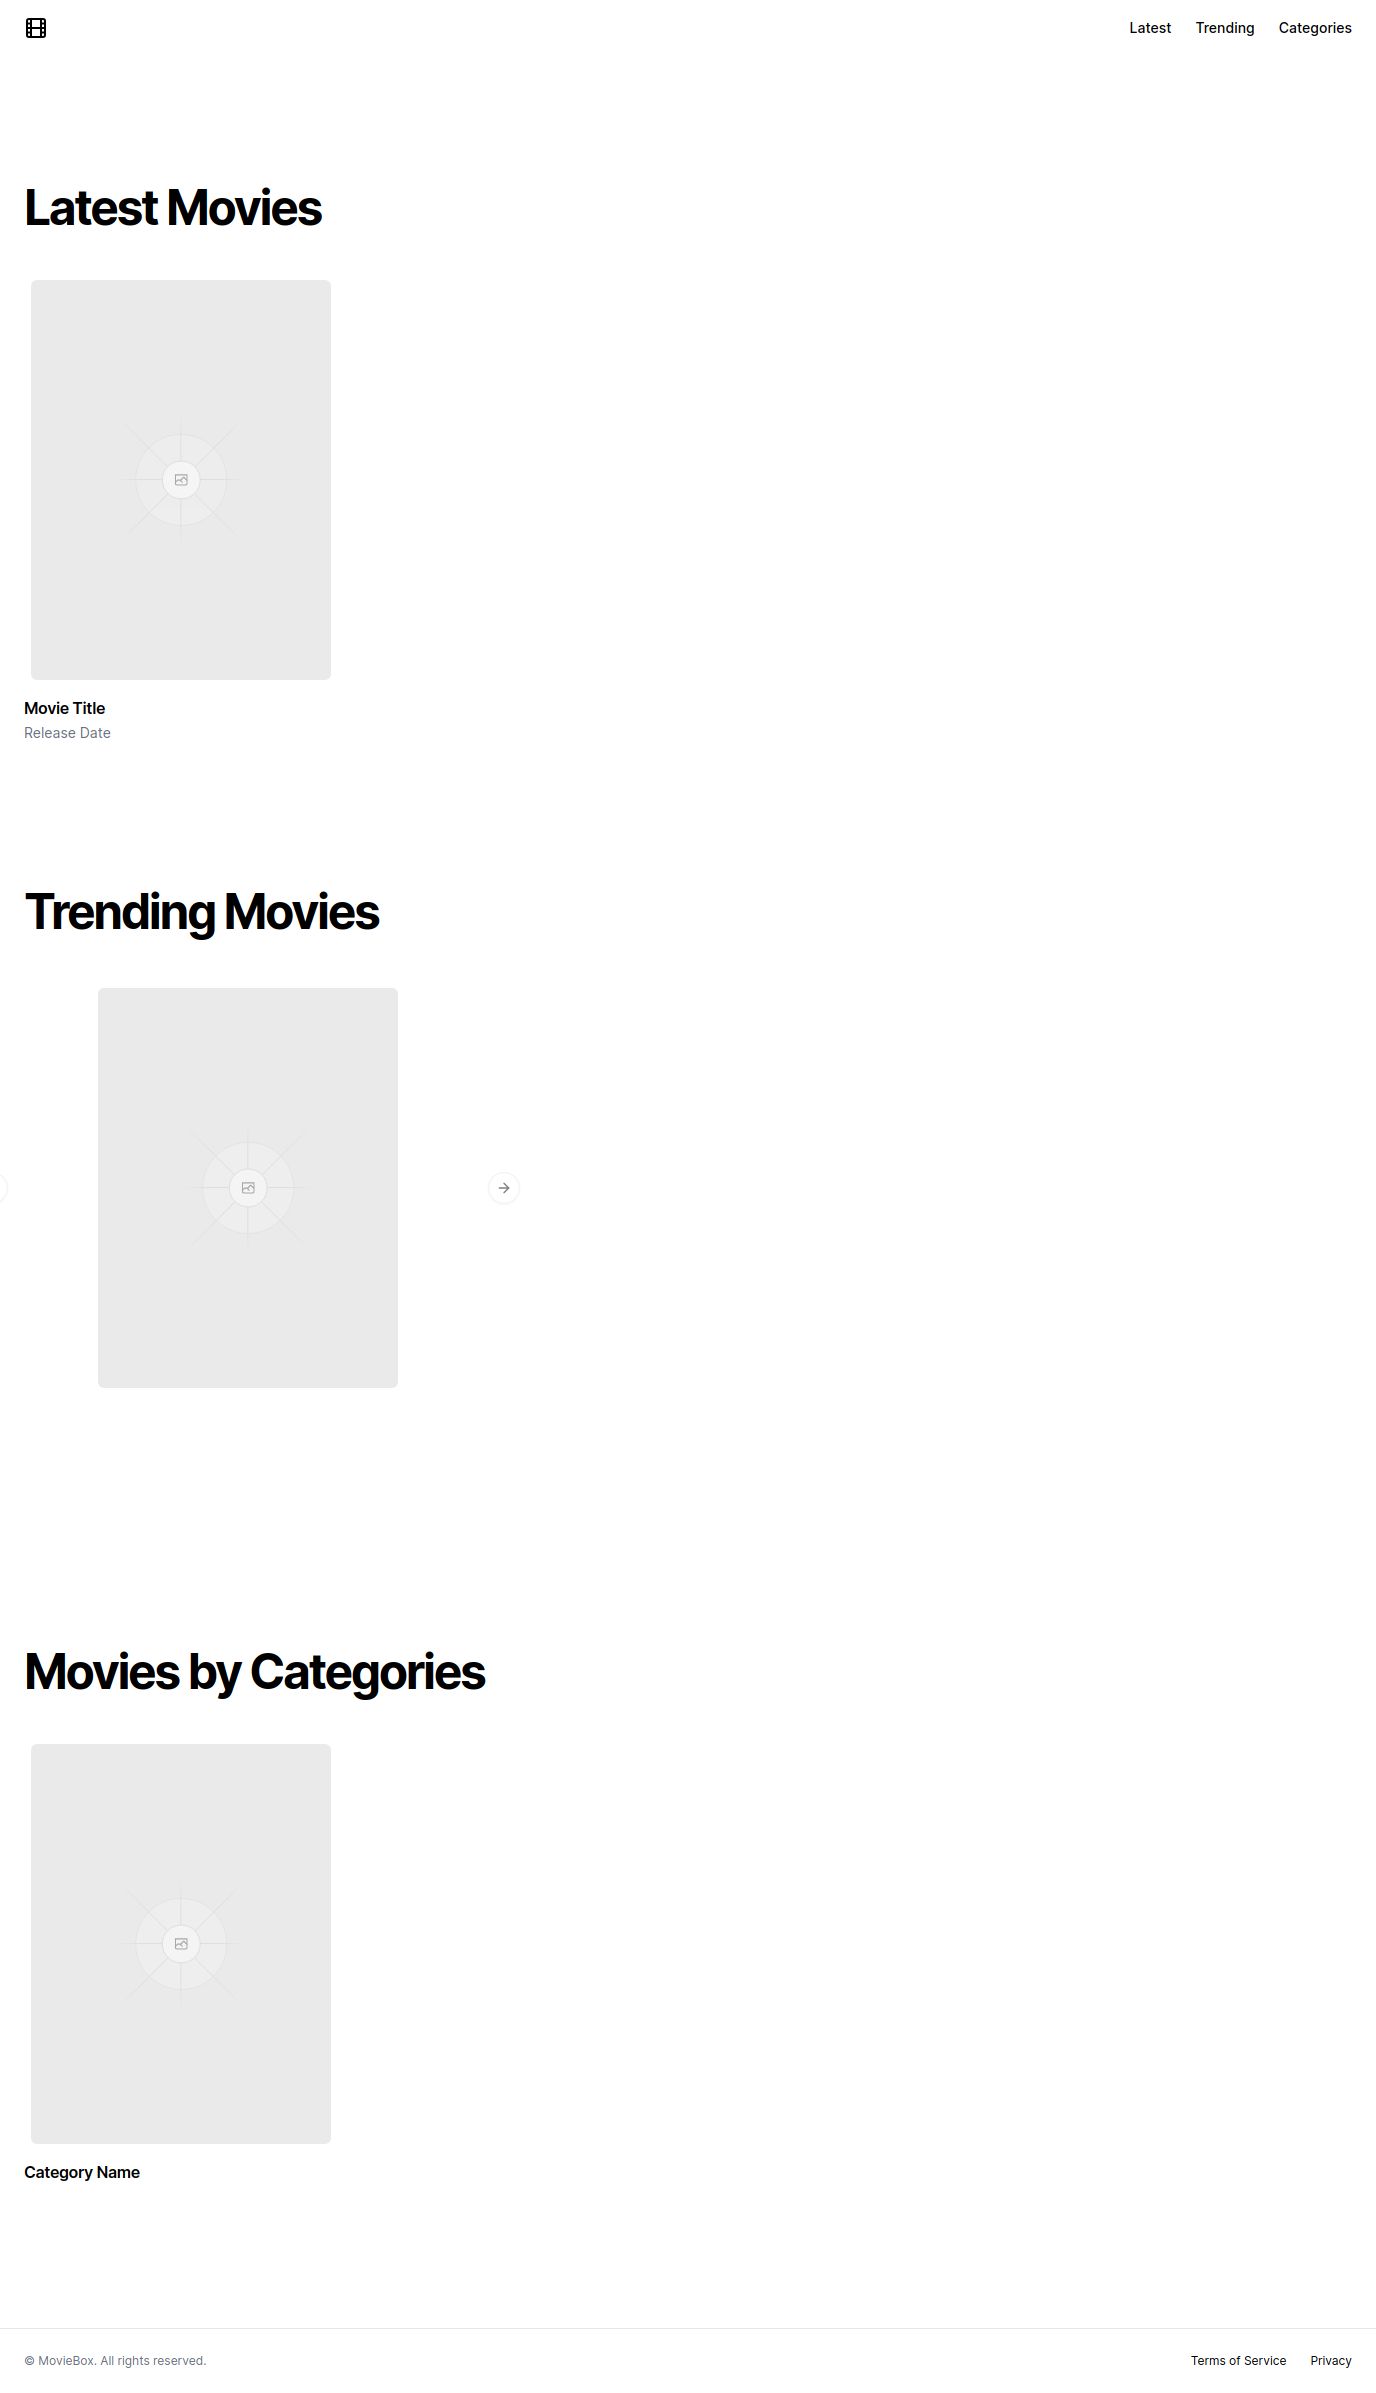 Latest Trending Categories
Latest Movies
Movie Title
Release Date
Trending Movies
Movies by Categories
Category Name
© MovieBox. All rights reserved. Terms of Service Privacy